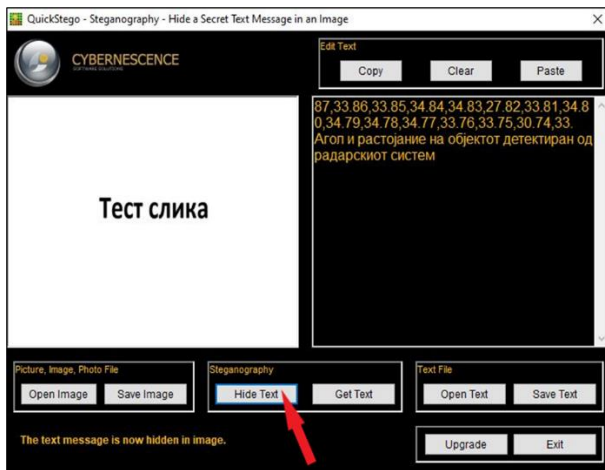 QuickStego - Steganography - Hide a Secret Text Message in an Image
CYBERNESCENCE
SOFTWARE SOLUTIONS
Edit Text
Copy Clear Paste
Тест слика
87,33.86,33.85,34.84,34.83,27.82,33.81,34.8
0,34.79,34.78,34.77,33.76,33.75,30.74,33.
Агол и растојание на објектот детектиран од
радарскиот систем
Picture, Image, Photo File
Open Image Save Image
Steganography
Hide Text Get Text
Text File
Open Text Save Text
The text message is now hidden in image.
Upgrade Exit